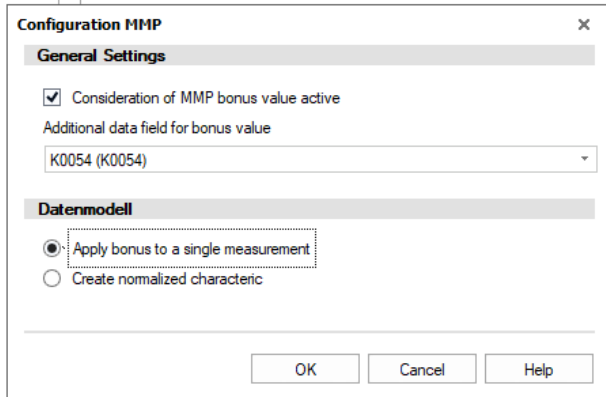 Configuration MMP
General Settings
Consideration of MMP bonus value active
Additional data field for bonus value
K0054 (K0054)
Datenmodell
Apply bonus to a single measurement
Create normalized characteric
OK Cancel Help